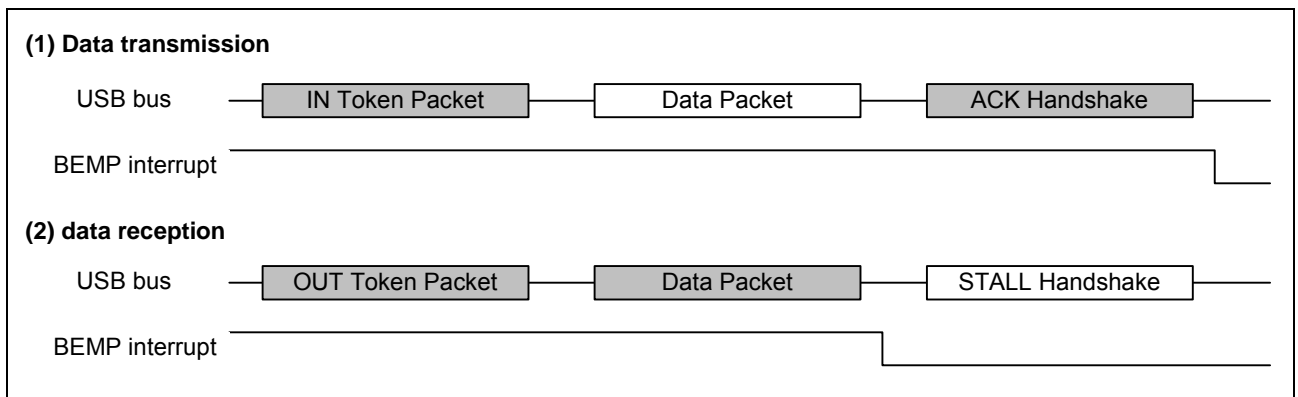 (1) Data transmission
USB bus IN Token Packet Data Packet ACK Handshake
BEMP interrupt
(2) data reception
USB bus OUT Token Packet Data Packet STALL Handshake
BEMP interrupt